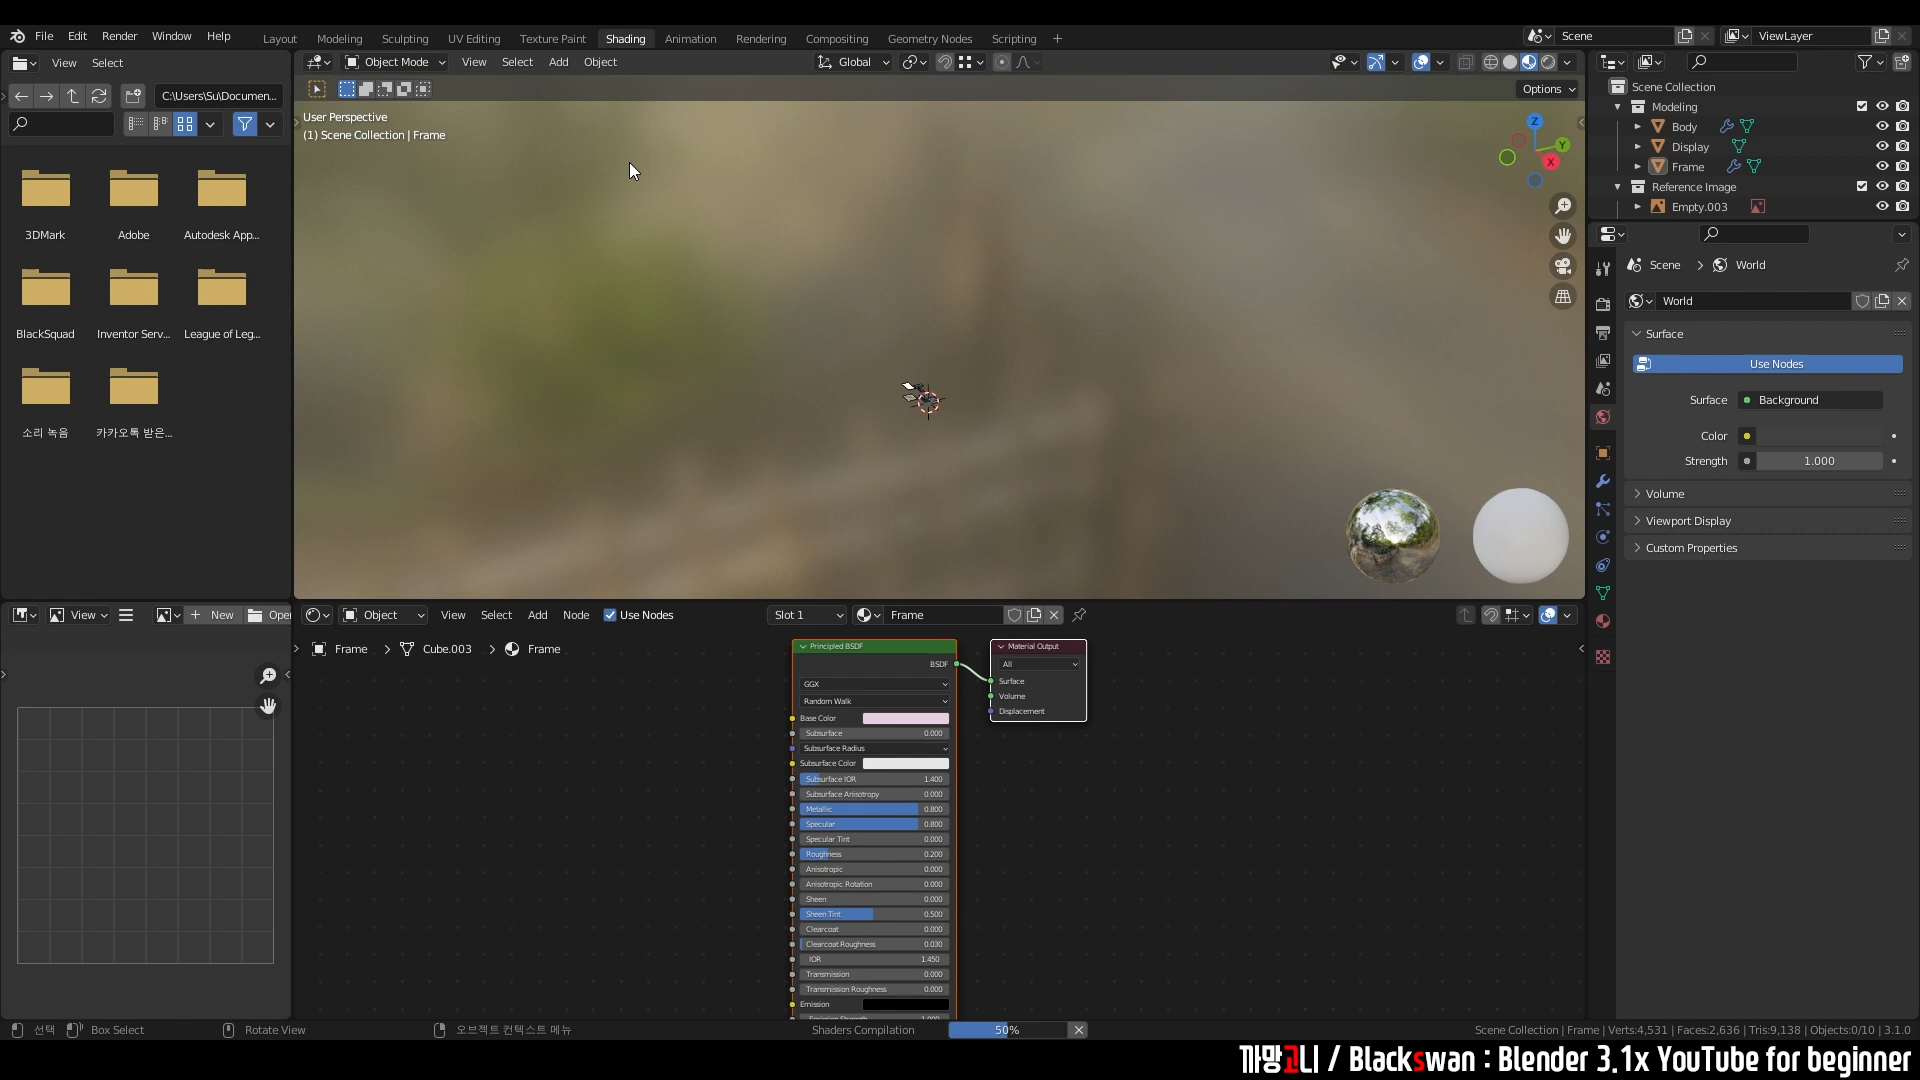 File Edit Render Window Help
Layout Modeling Sculpting UV Editing Texture Paint Shading Animation Rendering Compositing Geometry Nodes Scripting +
Scene
ViewLayer
View Select
C:\Users\Su\Documen...
3DMark Adobe Autodesk App...
BlackSquad Inventor Serv... League of Leg...
소리 녹음 카카오톡 받은...
Object Mode View Select Add Object
Global
Options
User Perspective
(1) Scene Collection | Frame
Z
Y
X
Scene Collection
Modeling
Body
Display
Frame
Reference Image
Empty.003
Scene > World
World
Surface
Use Nodes
Surface Background
Color
Strength 1.000
Volume
Viewport Display
Custom Properties
View + New Oper
Object View Select Add Node Use Nodes Slot 1 Frame
Frame > Cube.003 > Frame
Principled BSDF
BSDF
GGX
Random Walk
Base Color
Subsurface 0.000
Subsurface Radius
Subsurface Color
Subsurface IOR 1.400
Subsurface Anisotropy 0.000
Metallic 0.800
Specular 0.800
Specular Tint 0.000
Roughness 0.200
Anisotropic 0.000
Anisotropic Rotation 0.000
Sheen 0.000
Sheen Tint 0.500
Clearcoat 0.000
Clearcoat Roughness 0.030
IOR 1.450
Transmission 0.000
Transmission Roughness 0.000
Emission
Material Output
All
Surface
Volume
Displacement
선택 Box Select Rotate View 오브젝트 컨텍스트 메뉴 Shaders Compilation 50%
Scene Collection | Frame | Verts:4,531 | Faces:2,636 | Tris:9,138 | Objects:0/10 | 3.1.0
까망고니 / Blackswan : Blender 3.1x YouTube for beginner